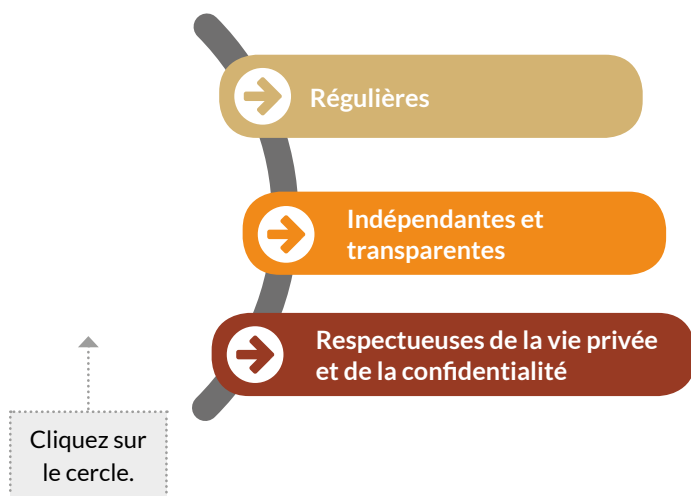 Régulières
Indépendantes et
transparentes
Respectueuses de la vie privée
et de la confidentialité
Cliquez sur
le cercle.